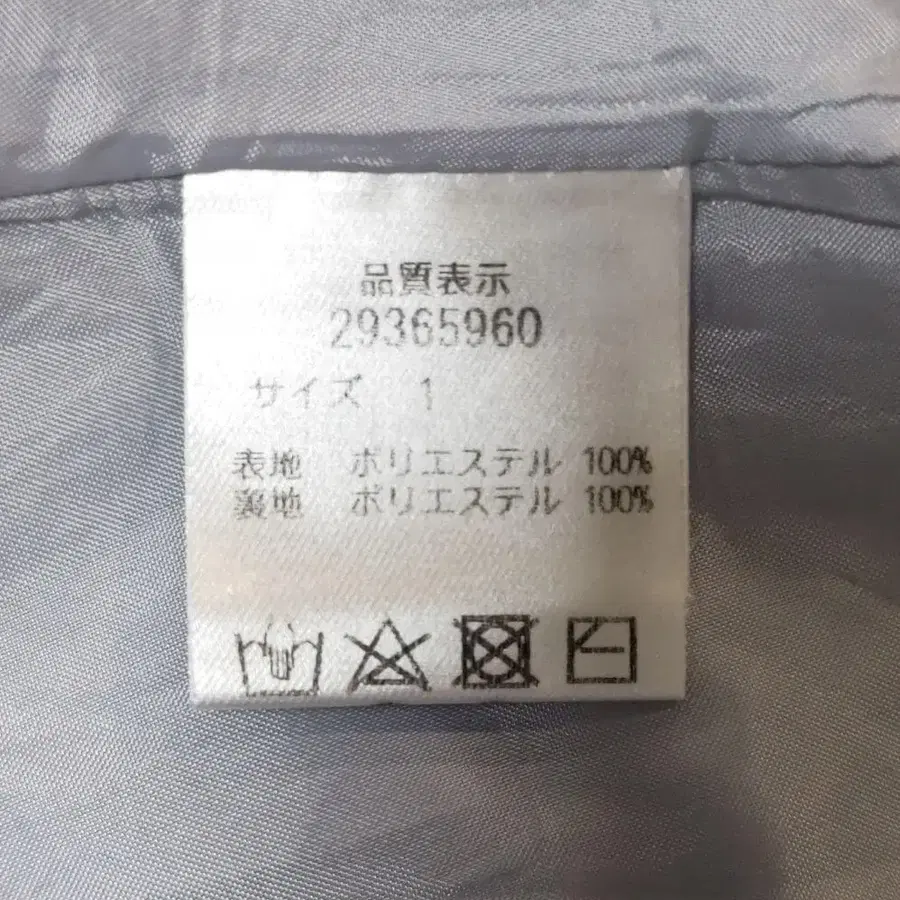 品質表示
29365960
サイズ 1
表地 ポリエステル 100%
裏地 ポリエステル 100%